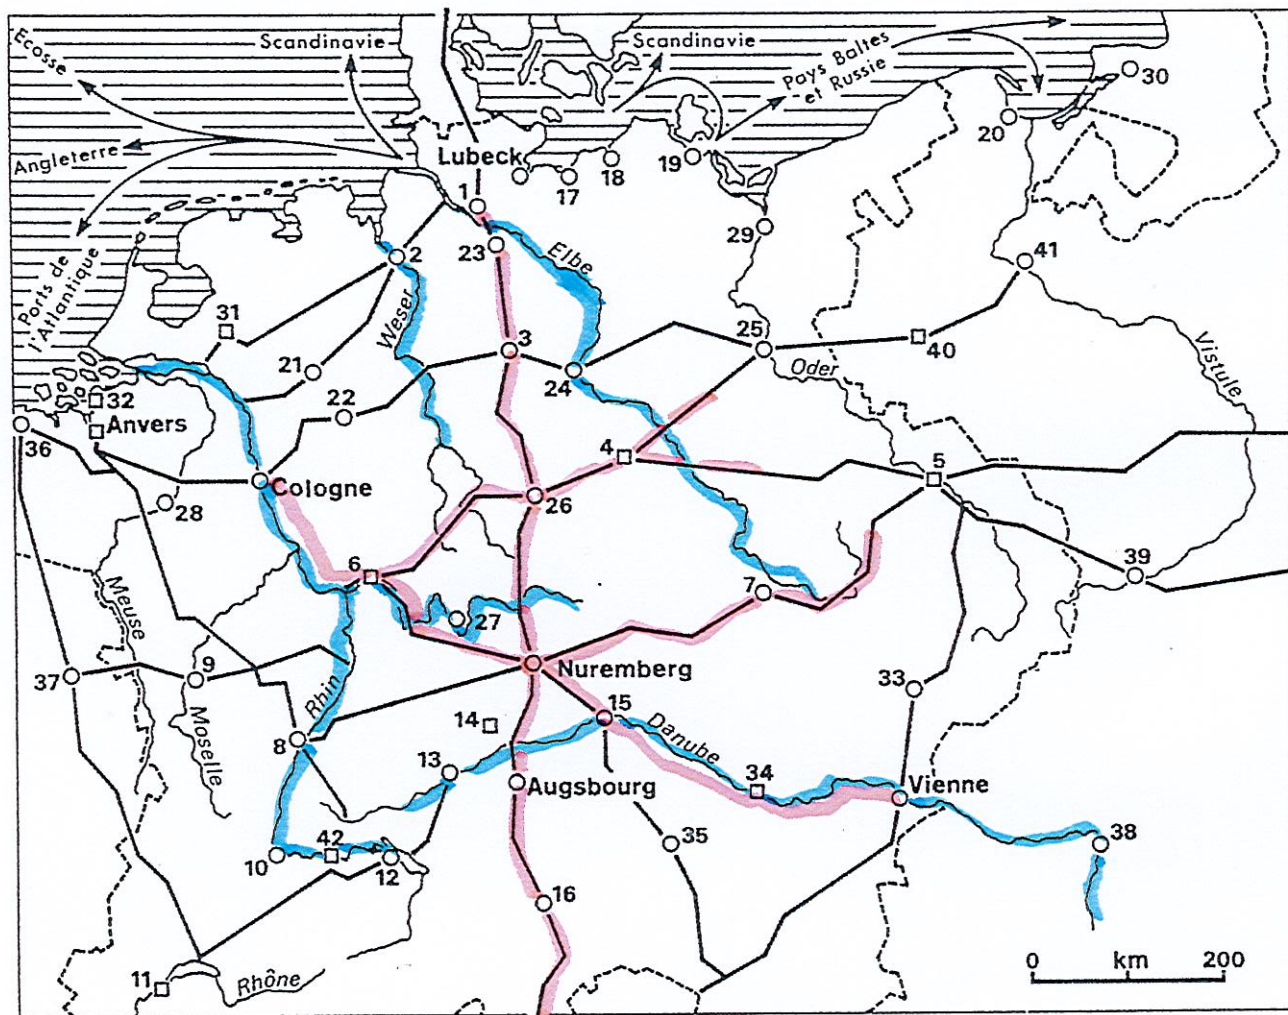 Ecosse
Scandinavie
Scandinavie
Pays Baltes
et Russie
30
20
Angleterre
Lubeck
18
19
17
1
Ports de
l'Atlantique
2
23
Elbe
29
41
31
Weser
3
25
Vistule
21
24
Oder
40
32
22
Anvers
36
4
5
Cologne
28
26
6
39
7
Meuse
27
9
Nuremberg
37
Rhin
33
Moselle
14
15
8
Danube
13
34
Augsbourg
Vienne
42
35
38
10
12
16
0 km 200
11
Rhône